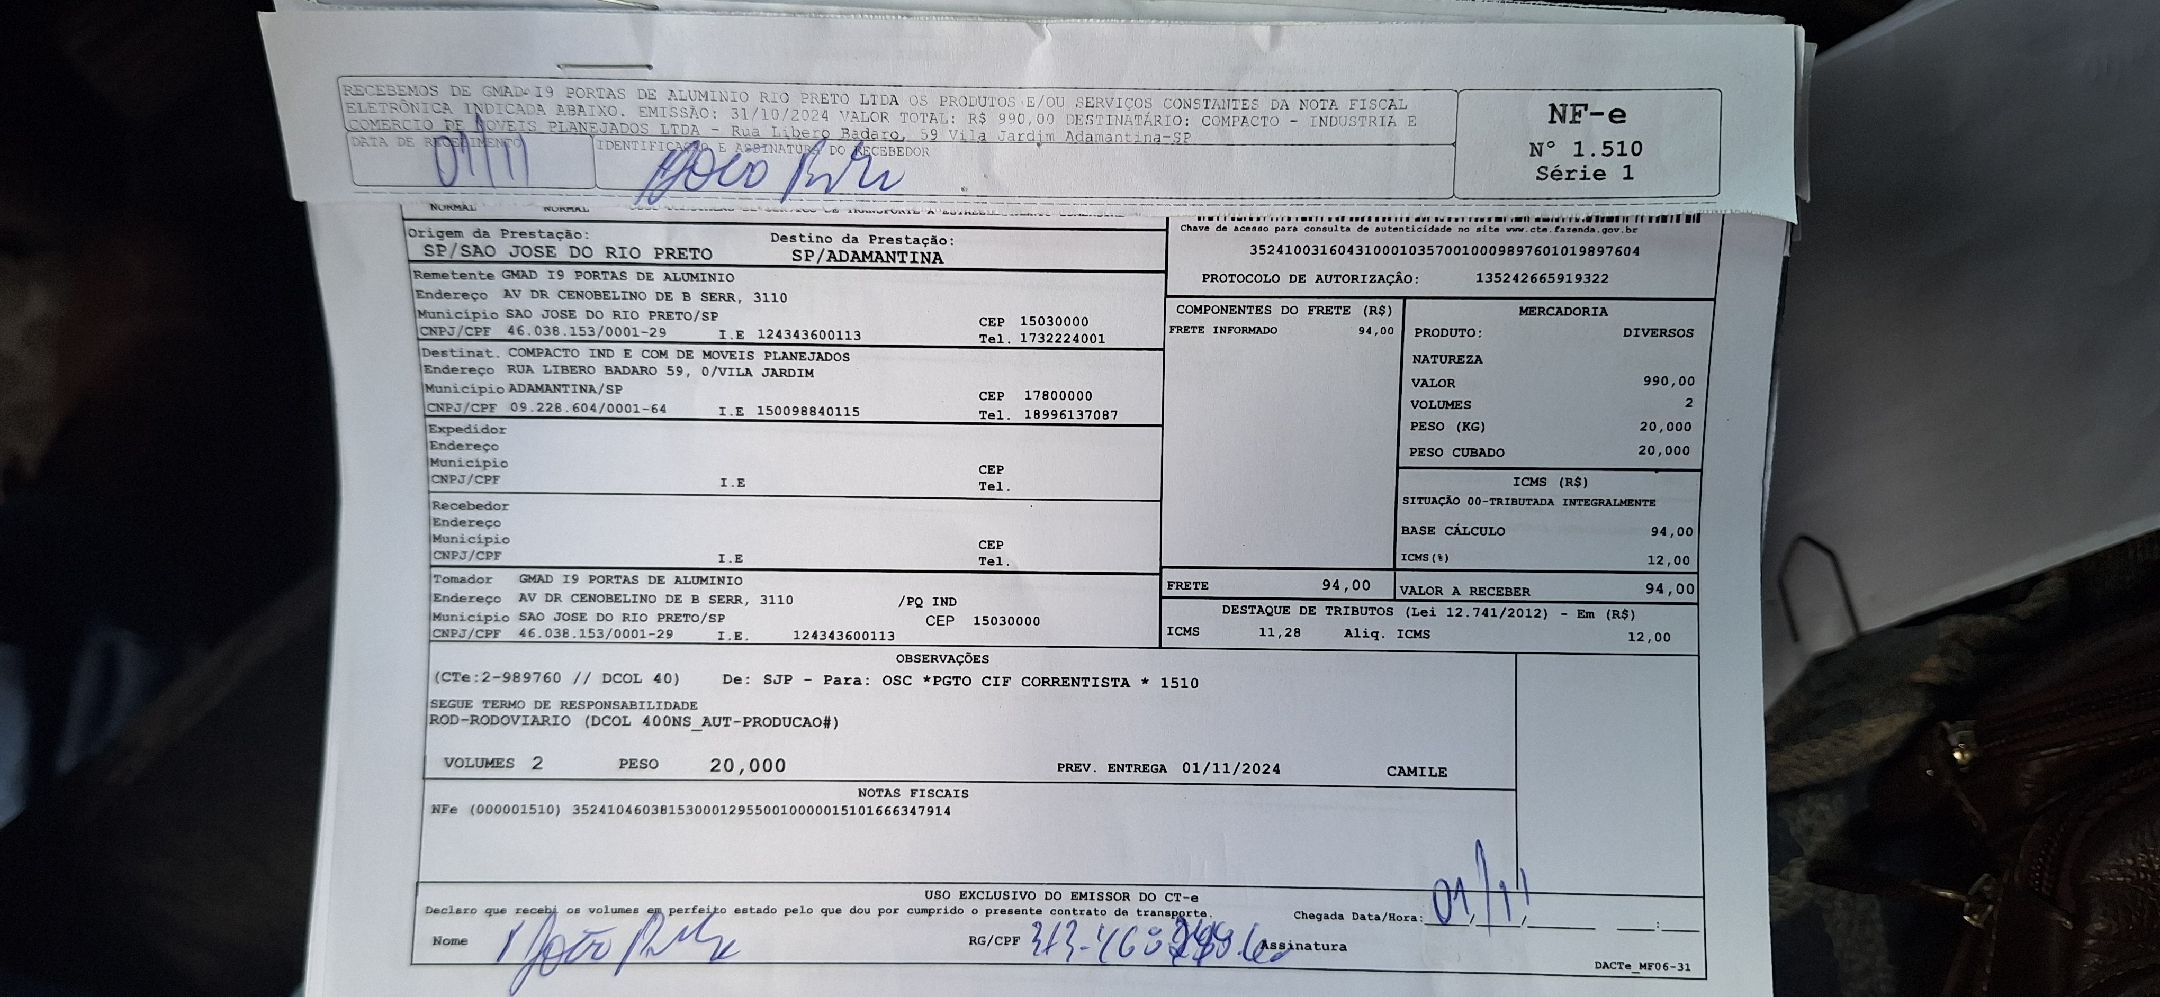 RECEBEMOS DE GMAD I9 PORTAS DE ALUMINIO RIO PRETO LTDA OS PRODUTOS E/OU SERVIÇOS CONSTANTES DA NOTA FISCAL
ELETRÔNICA INDICADA ABAIXO. EMISSÃO: 31/10/2024 VALOR TOTAL: R$ 990,00 DESTINATÁRIO: COMPACTO - INDUSTRIA E
COMERCIO DE MOVEIS PLANEJADOS LTDA - Rua Libero Badaro, 59 Vila Jardim Adamantina-SP
DATA DE RECEBIMENTO
01/11
IDENTIFICAÇÃO E ASSINATURA DO RECEBEDOR
NF-e
N° 1.510
Série 1
NORMAL NORMAL
Origem da Prestação:
SP/SAO JOSE DO RIO PRETO
Destino da Prestação:
SP/ADAMANTINA
Chave de acesso para consulta de autenticidade no site www.cte.fazenda.gov.br
35241003160431000103570010009897601019897604
PROTOCOLO DE AUTORIZAÇÃO: 135242665919322
Remetente GMAD I9 PORTAS DE ALUMINIO
Endereço AV DR CENOBELINO DE B SERR, 3110
Município SAO JOSE DO RIO PRETO/SP CEP 15030000
CNPJ/CPF 46.038.153/0001-29 I.E 124343600113 Tel. 1732224001
Destinat. COMPACTO IND E COM DE MOVEIS PLANEJADOS
Endereço RUA LIBERO BADARO 59, 0/VILA JARDIM
Município ADAMANTINA/SP CEP 17800000
CNPJ/CPF 09.228.604/0001-64 I.E 150098840115 Tel. 18996137087
Expedidor
Endereço
Município CEP
CNPJ/CPF I.E Tel.
Recebedor
Endereço
Município CEP
CNPJ/CPF I.E Tel.
Tomador GMAD I9 PORTAS DE ALUMINIO
Endereço AV DR CENOBELINO DE B SERR, 3110 /PQ IND
Município SAO JOSE DO RIO PRETO/SP CEP 15030000
CNPJ/CPF 46.038.153/0001-29 I.E. 124343600113
COMPONENTES DO FRETE (R$)
FRETE INFORMADO 94,00
MERCADORIA
PRODUTO: DIVERSOS
NATUREZA
VALOR 990,00
VOLUMES 2
PESO (KG) 20,000
PESO CUBADO 20,000
ICMS (R$)
SITUAÇÃO 00-TRIBUTADA INTEGRALMENTE
BASE CÁLCULO 94,00
ICMS(%) 12,00
FRETE 94,00
VALOR A RECEBER 94,00
DESTAQUE DE TRIBUTOS (Lei 12.741/2012) - Em (R$)
ICMS 11,28 Aliq. ICMS 12,00
OBSERVAÇÕES
(CTe:2-989760 // DCOL 40) De: SJP - Para: OSC *PGTO CIF CORRENTISTA * 1510
SEGUE TERMO DE RESPONSABILIDADE
ROD-RODOVIARIO (DCOL 400NS_AUT-PRODUCAO#)
VOLUMES 2 PESO 20,000 PREV. ENTREGA 01/11/2024 CAMILE
NOTAS FISCAIS
NFe (000001510) 35241046038153000129550010000015101666347914
USO EXCLUSIVO DO EMISSOR DO CT-e
Declaro que recebi os volumes em perfeito estado pelo que dou por cumprido o presente contrato de transporte.
Chegada Data/Hora: 01/11
Nome
RG/CPF
Assinatura
DACTe_MF06-31